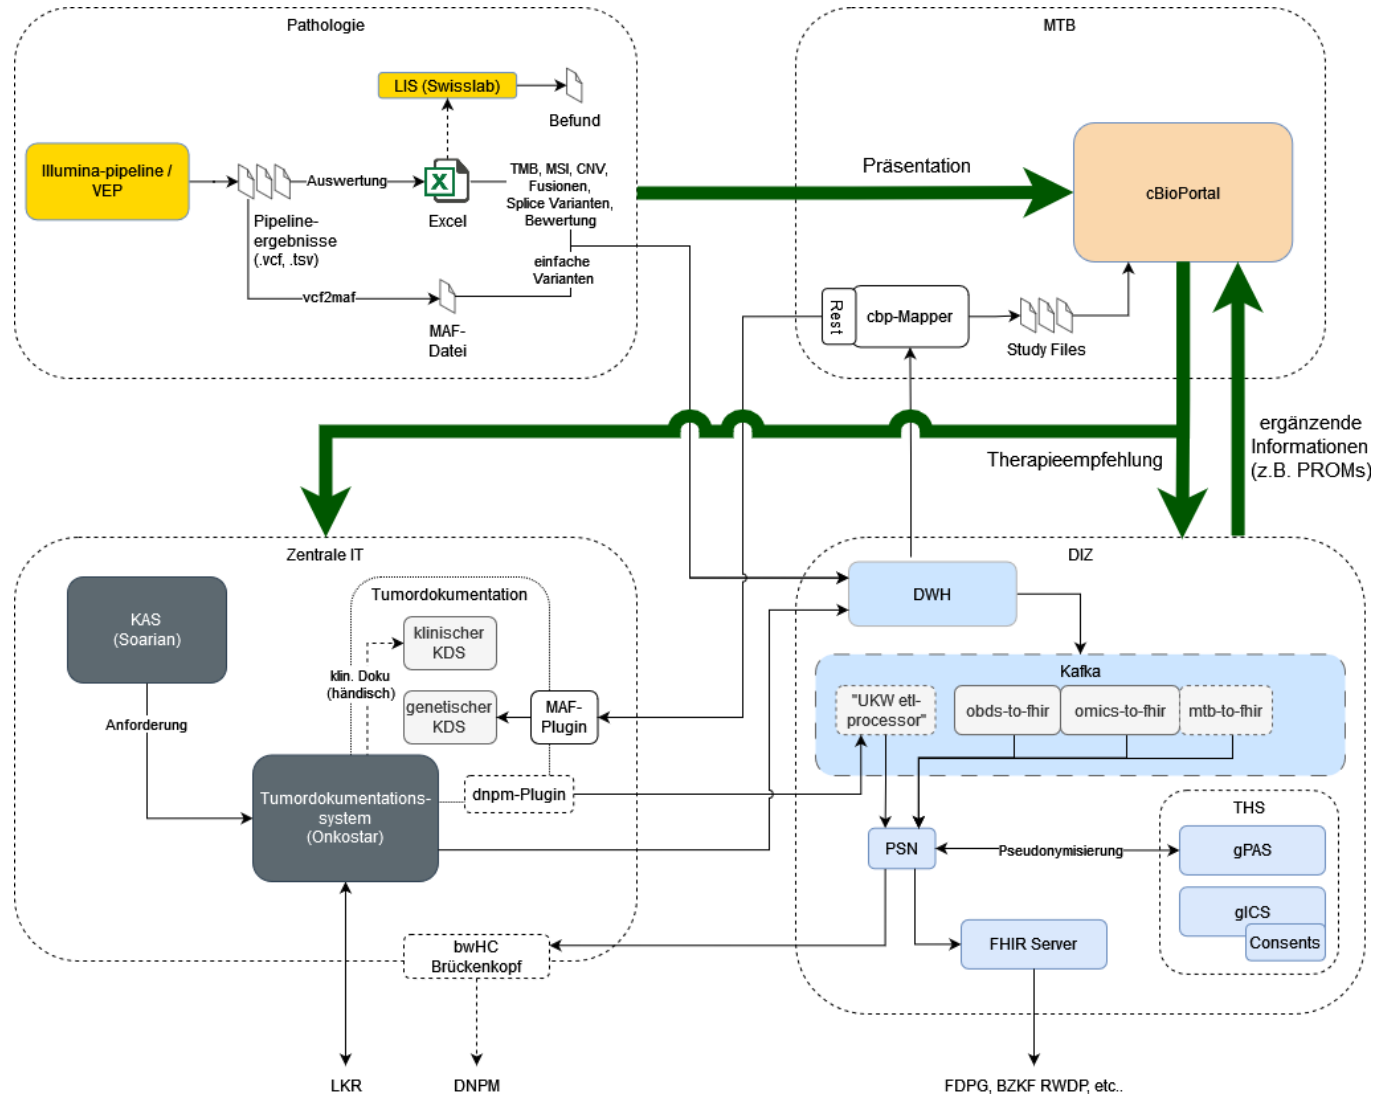 Pathologie
LIS (Swisslab)
Befund
Illumina-pipeline /
VEP
Auswertung
Excel
TMB, MSI, CNV,
Fusionen,
Splice Varianten,
Bewertung
Pipeline-
ergebnisse
(.vcf, .tsv)
einfache
Varianten
vcf2maf
MAF-
Datei
MTB
Präsentation
cBioPortal
Rest
cbp-Mapper
Study Files
Therapieempfehlung
ergänzende
Informationen
(z.B. PROMs)
Zentrale IT
KAS
(Soarian)
Anforderung
Tumordokumentation
klinischer
KDS
klin. Doku
(händisch)
genetischer
KDS
MAF-
Plugin
dnpm-Plugin
Tumordokumentations-
system
(Onkostar)
bwHC
Brückenkopf
LKR
DNPM
DIZ
DWH
Kafka
"UKW etl-
processor"
obds-to-fhir
omics-to-fhir
mtb-to-fhir
PSN
Pseudonymisierung
THS
gPAS
gICS
Consents
FHIR Server
FDPG, BZKF RWDP, etc..